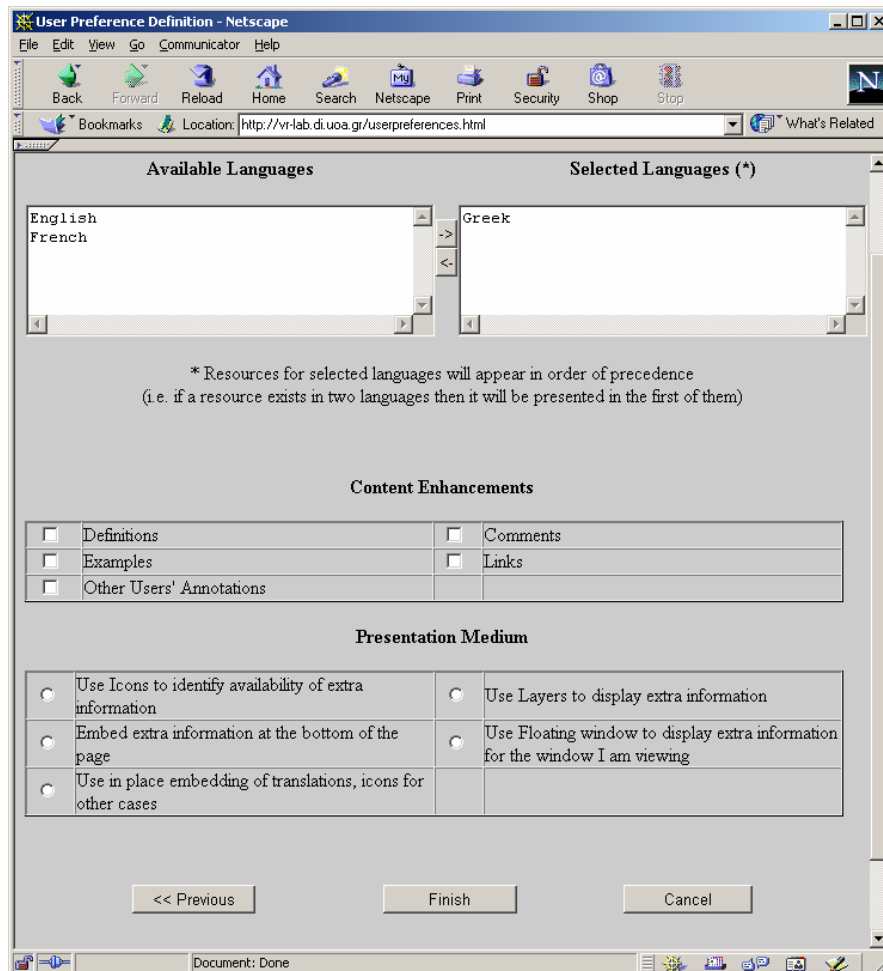 User Preference Definition - Netscape
File Edit View Go Communicator Help
Back Forward Reload Home Search Netscape Print Security Shop Stop
My
N
Bookmarks Location: http://vr-lab.di.uoa.gr/userpreferences.html What's Related
Available Languages Selected Languages (*)
English Greek
French
->
<-
* Resources for selected languages will appear in order of precedence
(i.e. if a resource exists in two languages then it will be presented in the first of them)
Content Enhancements
Definitions Comments
Examples Links
Other Users' Annotations
Presentation Medium
Use Icons to identify availability of extra
information
Use Layers to display extra information
Embed extra information at the bottom of the
page
Use Floating window to display extra information
for the window I am viewing
Use in place embedding of translations, icons for
other cases
<< Previous Finish Cancel
Document: Done